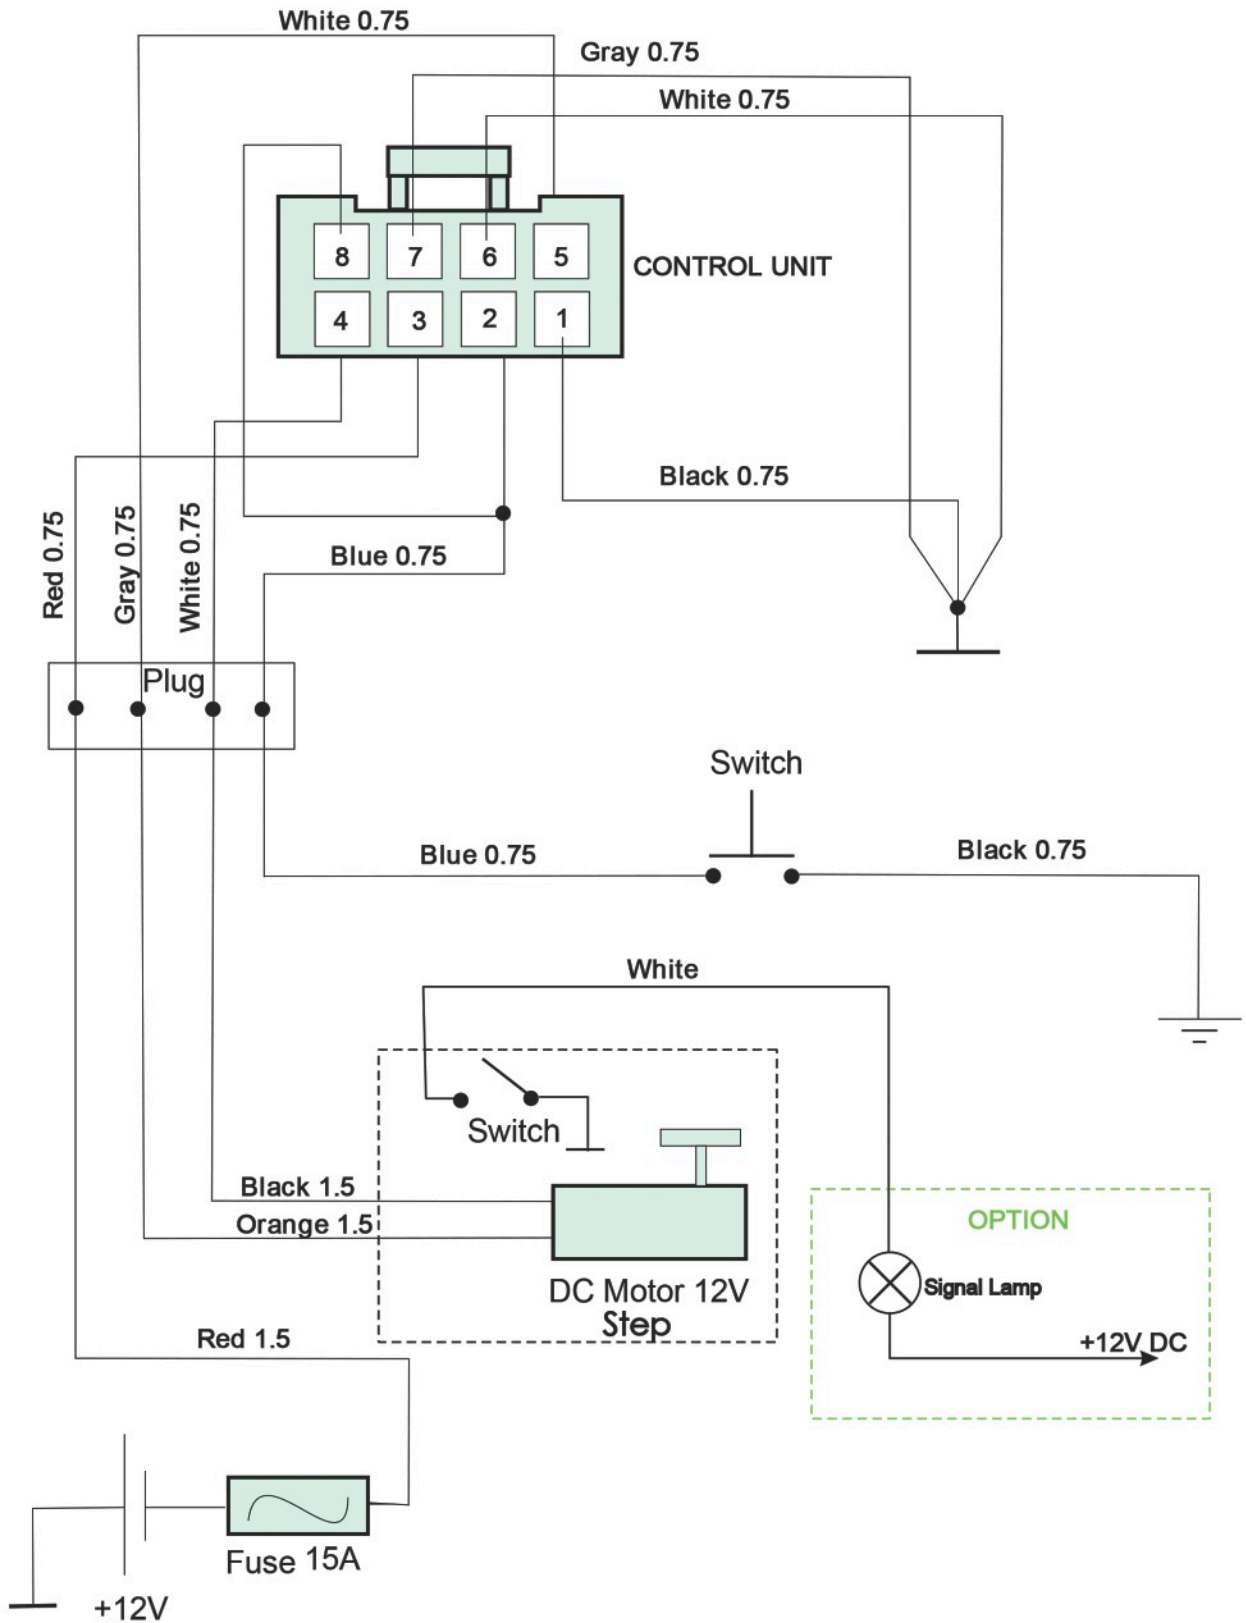 White 0.75
Gray 0.75
White 0.75
8
7
6
5
CONTROL UNIT
4
3
2
1
Black 0.75
Red 0.75
Gray 0.75
White 0.75
Blue 0.75
Plug
Switch
Blue 0.75
Black 0.75
White
Switch
Black 1.5
Orange 1.5
OPTION
DC Motor 12V
Step
Signal Lamp
Red 1.5
+12V DC
Fuse 15A
+12V